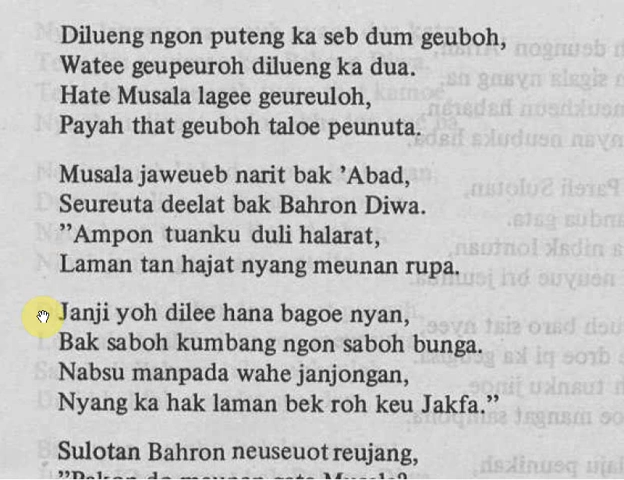 Dilueng ngon puteng ka seb dum geuboh,
Watee geupeuroh dilueng ka dua.
Hate Musala lagee geureuloh,
Payah that geuboh taloe peunuta.
Musala jaweueb narit bak ’Abad,
Seureuta deelat bak Bahron Diwa.
”Ampon tuanku duli halarat,
Laman tan hajat nyang meunan rupa.
Janji yoh dilee hana bagoe nyan,
Bak saboh kumbang ngon saboh bunga.
Nabsu manpada wahe janjongan,
Nyang ka hak laman bek roh keu Jakfa.”
Sulotan Bahron neuseuot reujang,